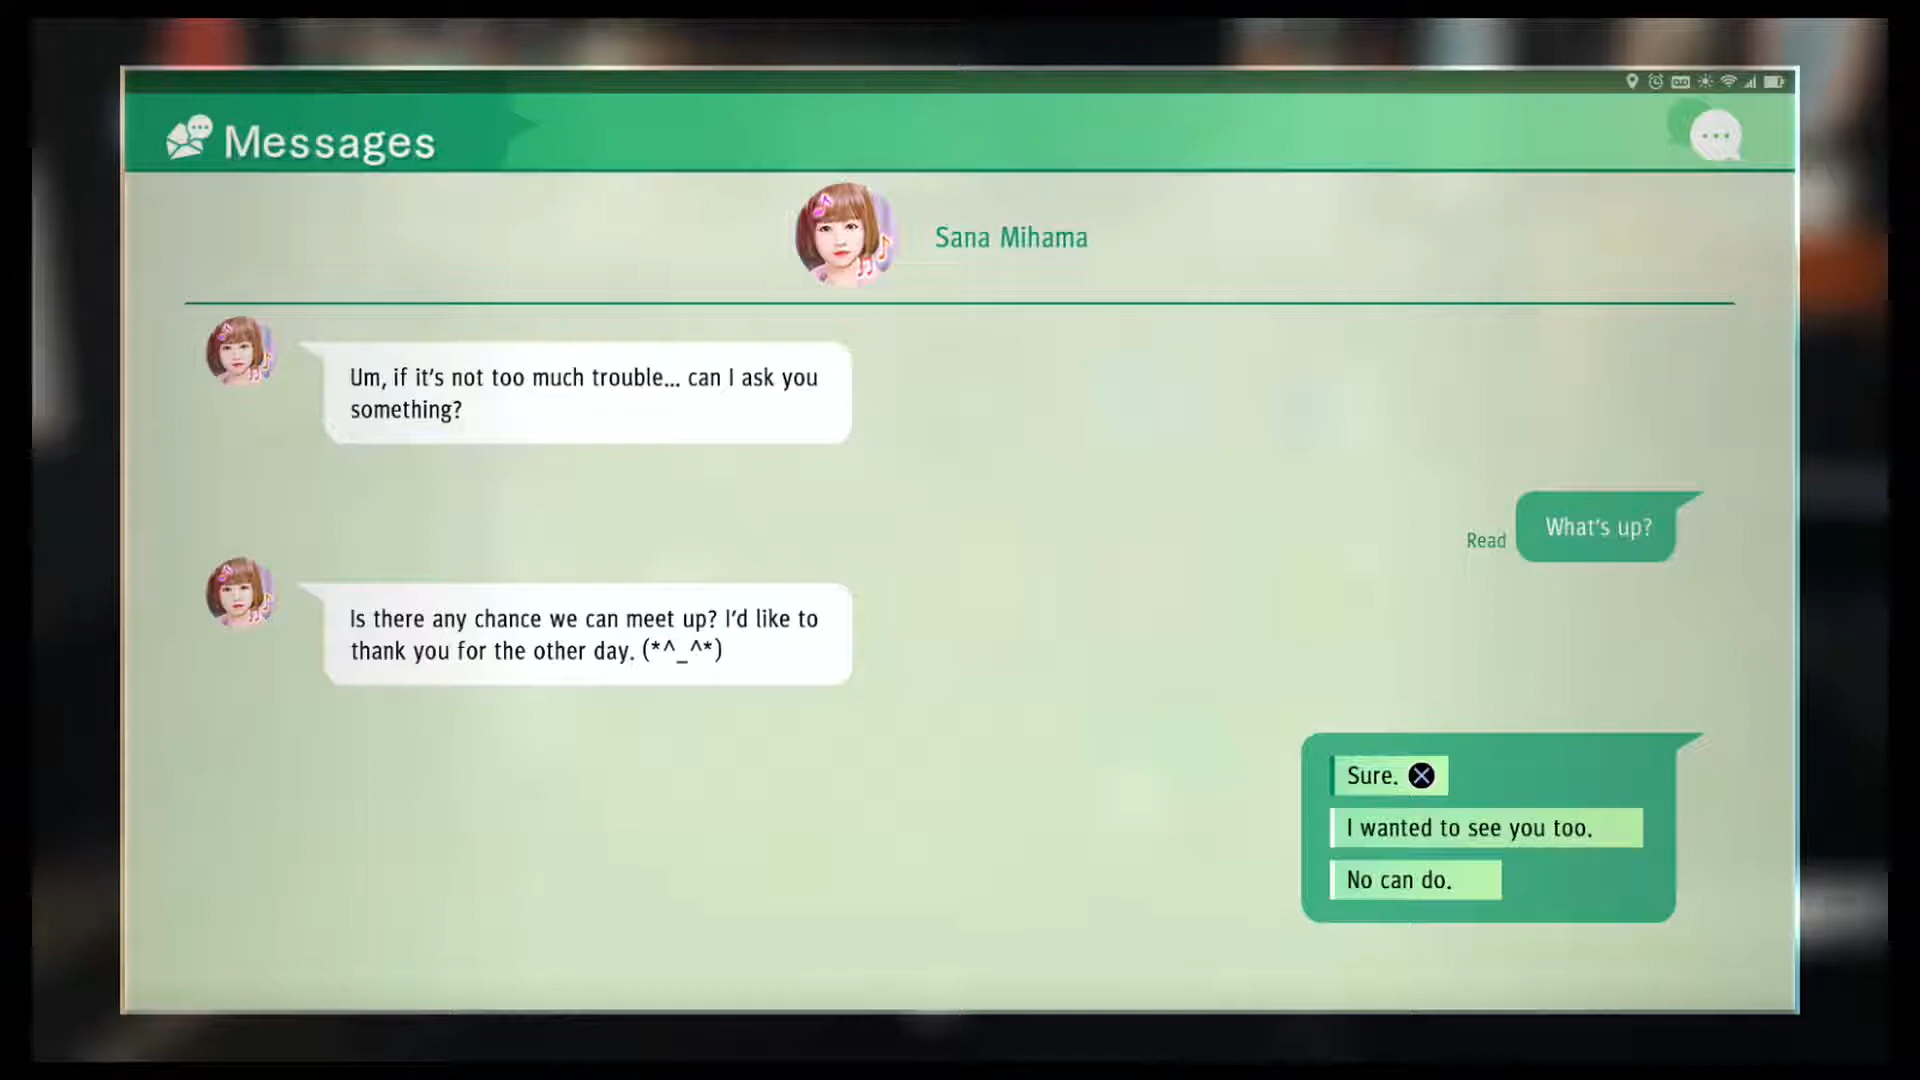 Messages
Sana Mihama
Um, if it's not too much trouble... can I ask you
something?
What's up?
Read
Is there any chance we can meet up? I'd like to
thank you for the other day. (*^_^*)
Sure.
I wanted to see you too.
No can do.